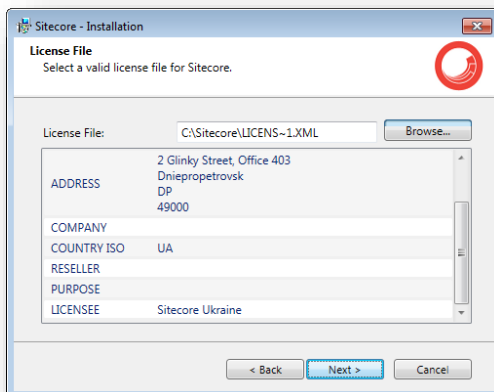 Sitecore - Installation
License File
Select a valid license file for Sitecore.
License File: C:\Sitecore\LICENS~1.XML Browse...
ADDRESS 2 Glinky Street, Office 403
Dniepropetrovsk
DP
49000
COMPANY
COUNTRY ISO UA
RESELLER
PURPOSE
LICENSEE Sitecore Ukraine
< Back Next > Cancel